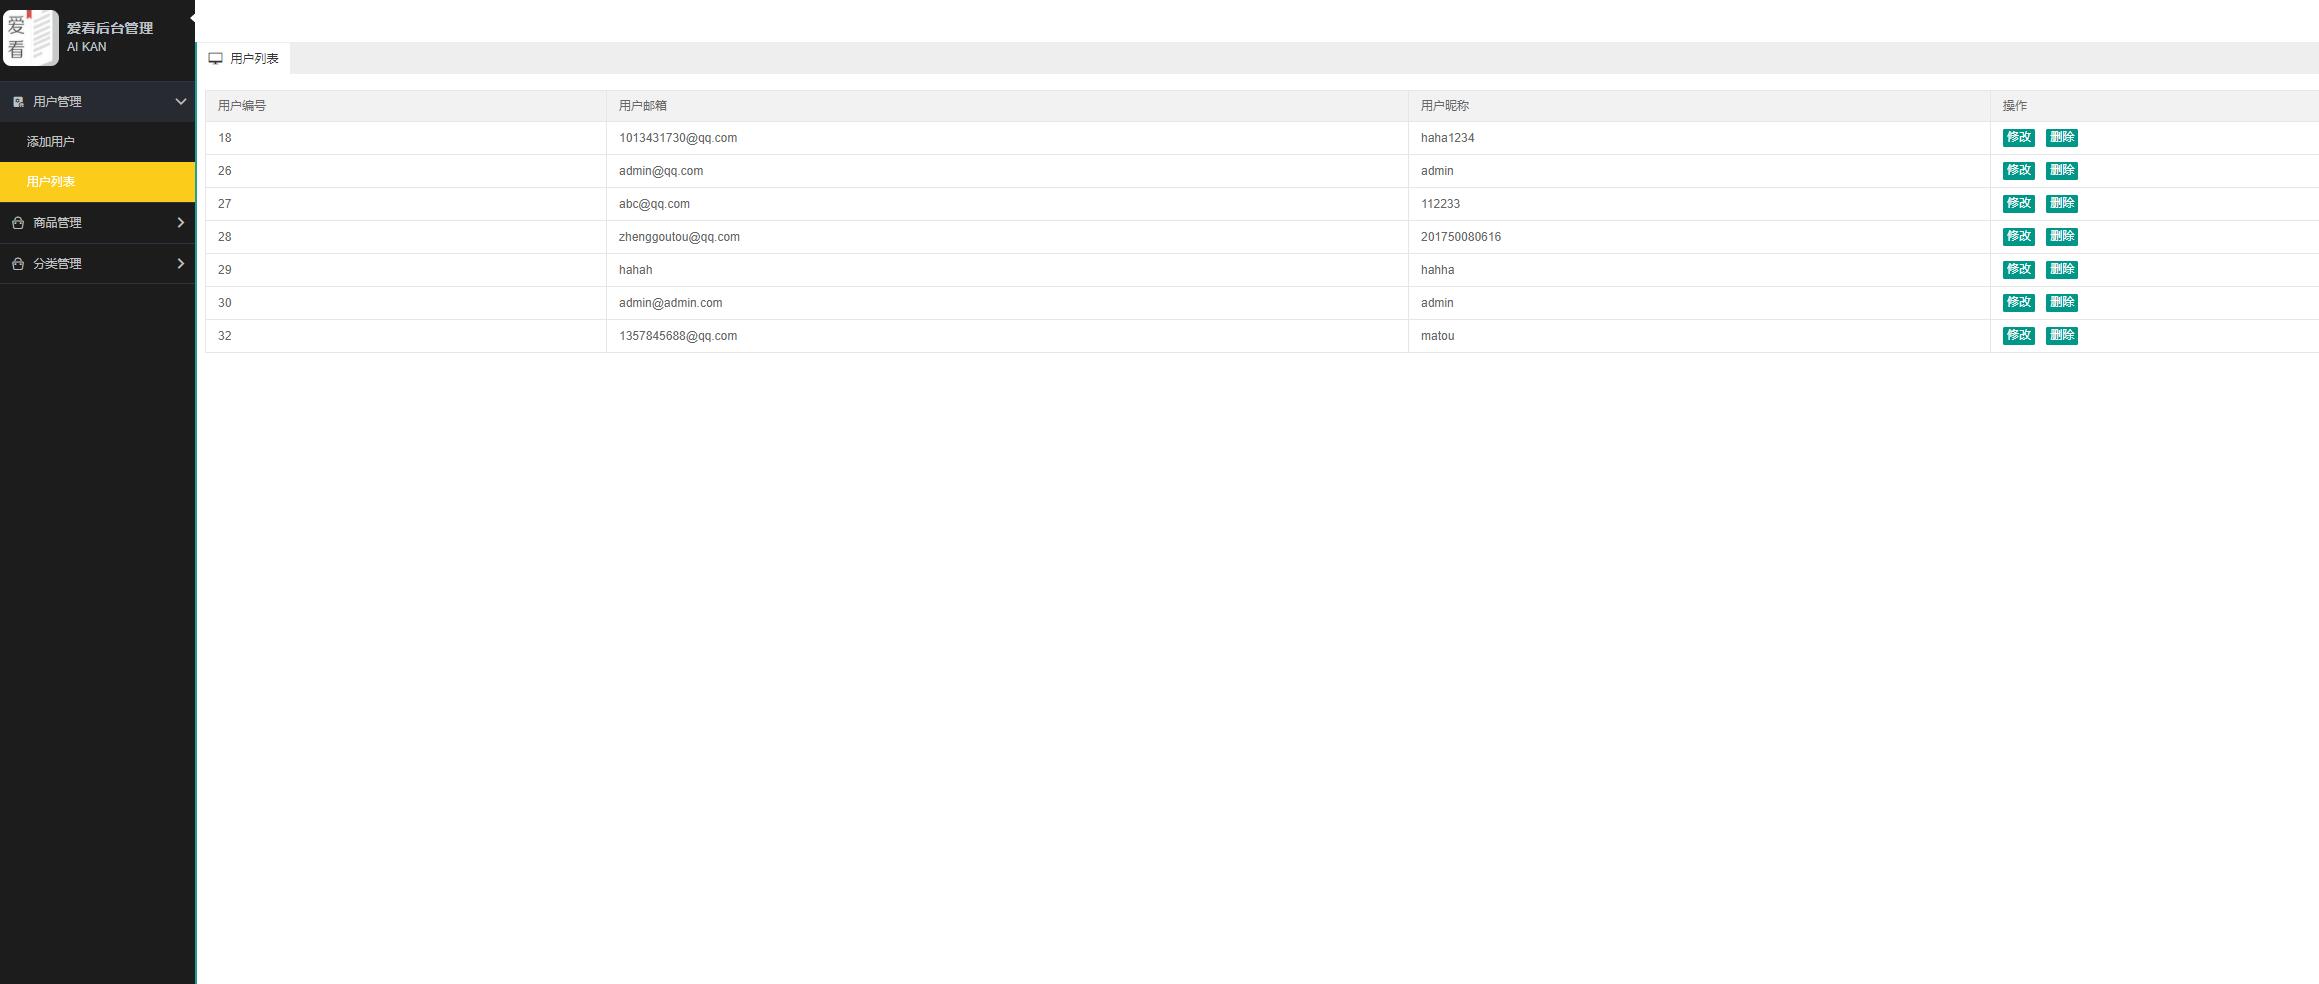 爱看
爱看后台管理
AI KAN
用户管理
添加用户
用户列表
商品管理
分类管理
用户列表
用户编号 用户邮箱 用户昵称 操作
18 1013431730@qq.com haha1234 修改 删除
26 admin@qq.com admin 修改 删除
27 abc@qq.com 112233 修改 删除
28 zhenggoutou@qq.com 201750080616 修改 删除
29 hahah hahha 修改 删除
30 admin@admin.com admin 修改 删除
32 1357845688@qq.com matou 修改 删除